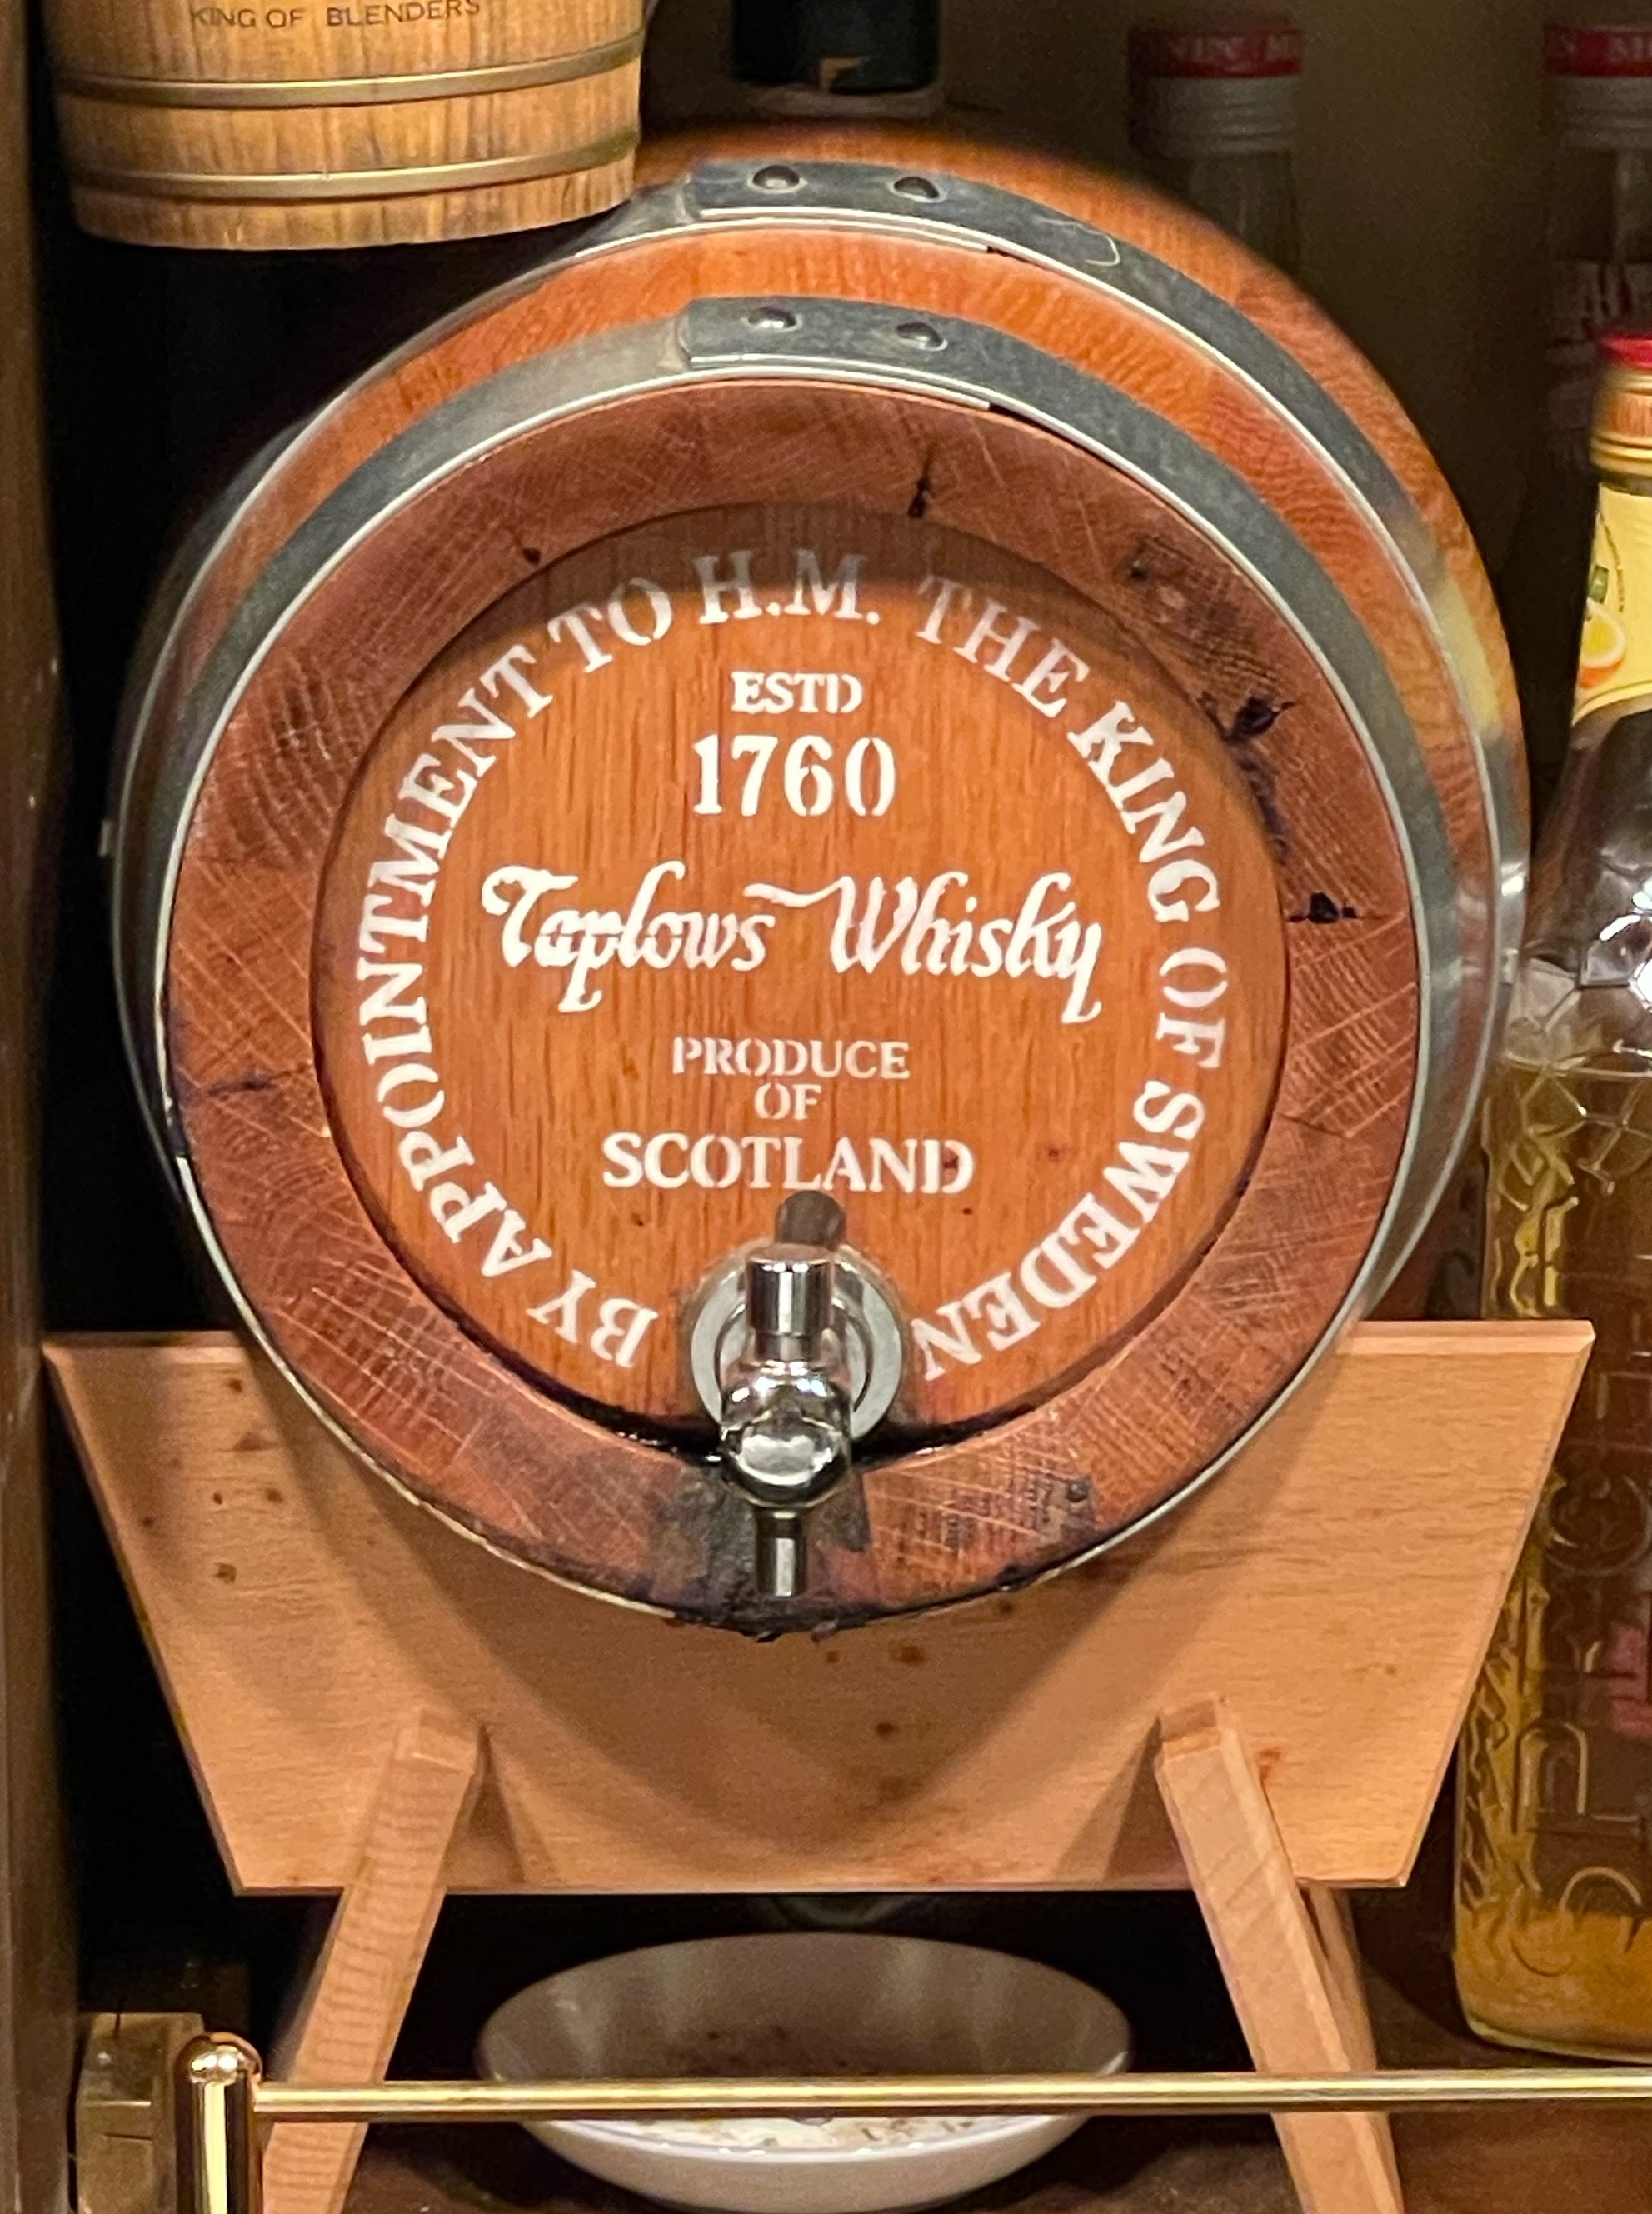 KING OF BLENDERS
BY APPOINTMENT TO H.M. THE KING OF SWEDEN
ESTD
1760
Taplows Whisky
PRODUCE
OF
SCOTLAND